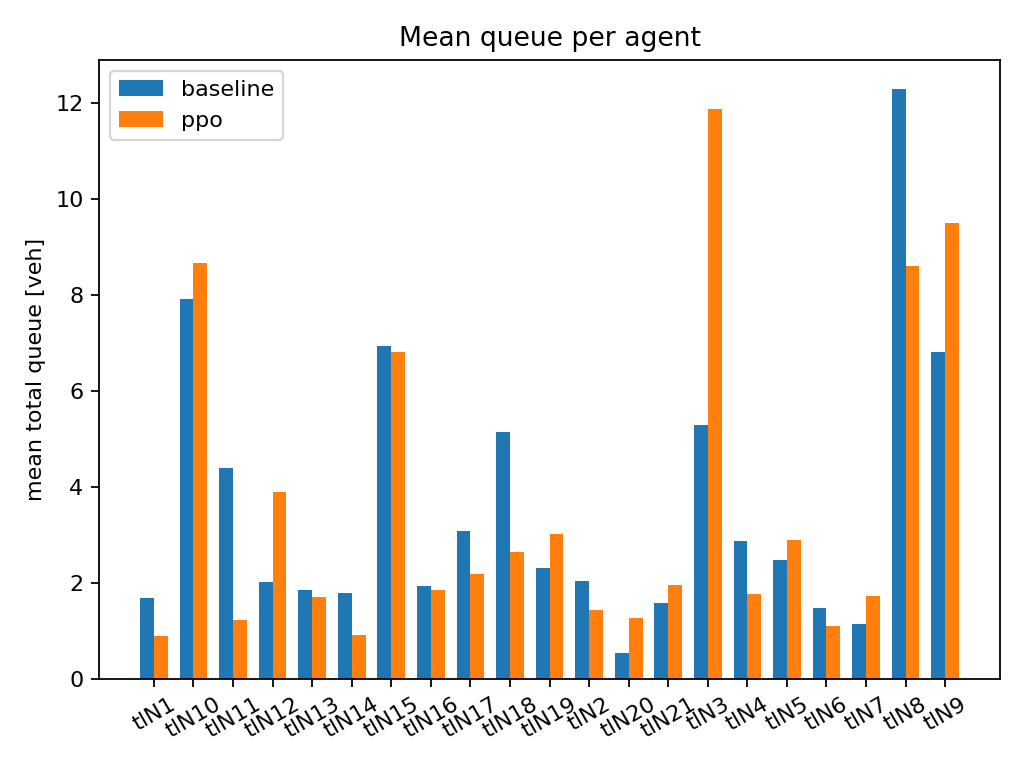 Mean queue per agent
baseline
ppo
mean total queue [veh]
12
10
8
6
4
2
0
tlN1
tlN10
tlN11
tlN12
tlN13
tlN14
tlN15
tlN16
tlN17
tlN18
tlN19
tlN2
tlN20
tlN21
tlN3
tlN4
tlN5
tlN6
tlN7
tlN8
tlN9